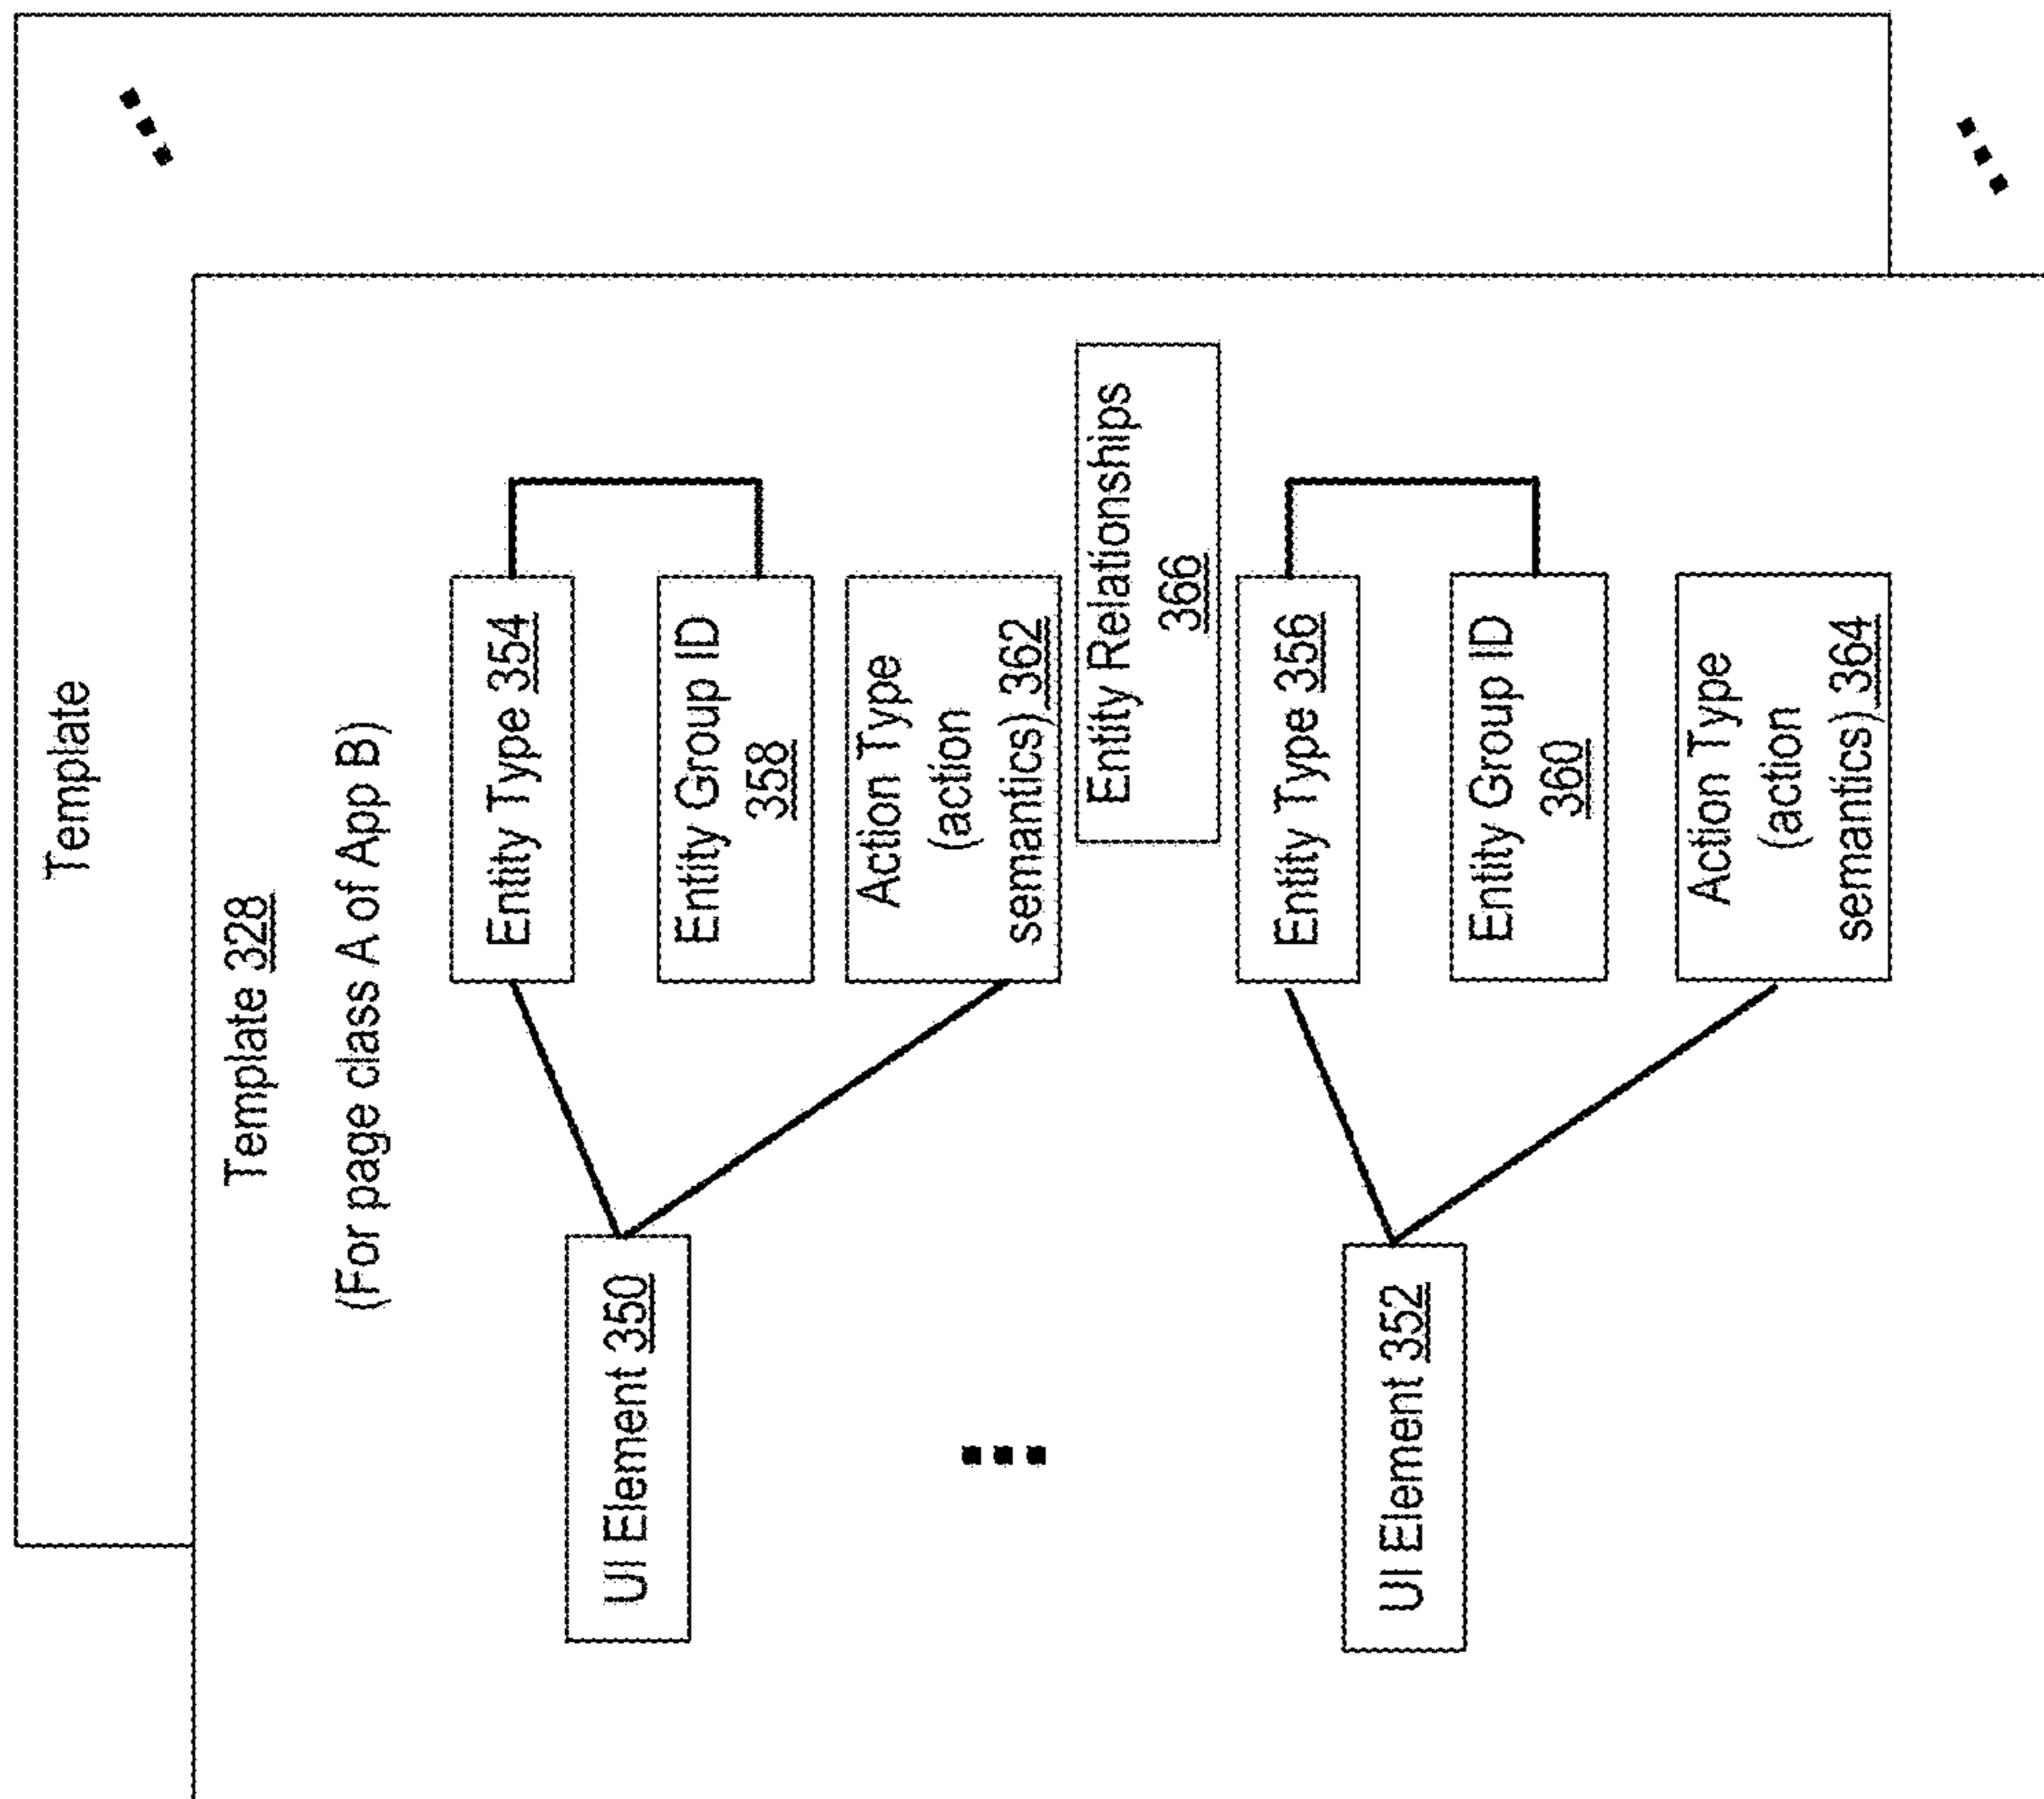 Template
Template 328
(For page class A of App B)
UI Element 350
Entity Type 354
Entity Group ID
358
Action Type
(action
semantics) 362
Entity Relationships
366
UI Element 352
Entity Type 356
Entity Group ID
360
Action Type
(action
semantics) 364